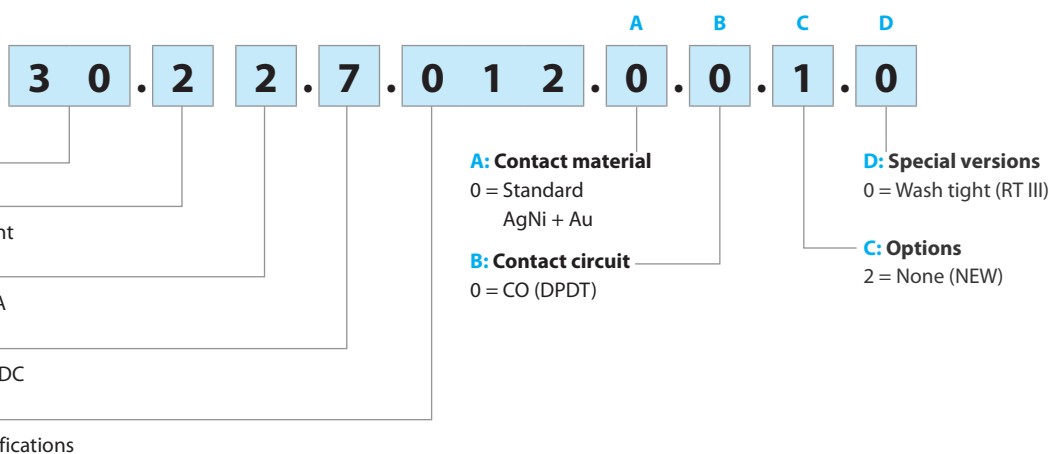 A B C D
3 0 . 2 2 . 7 . 0 1 2 . 0 . 0 . 1 . 0
A: Contact material
0 = Standard
AgNi + Au
B: Contact circuit
0 = CO (DPDT)
D: Special versions
0 = Wash tight (RT III)
C: Options
2 = None (NEW)
nt
A
DC
fications